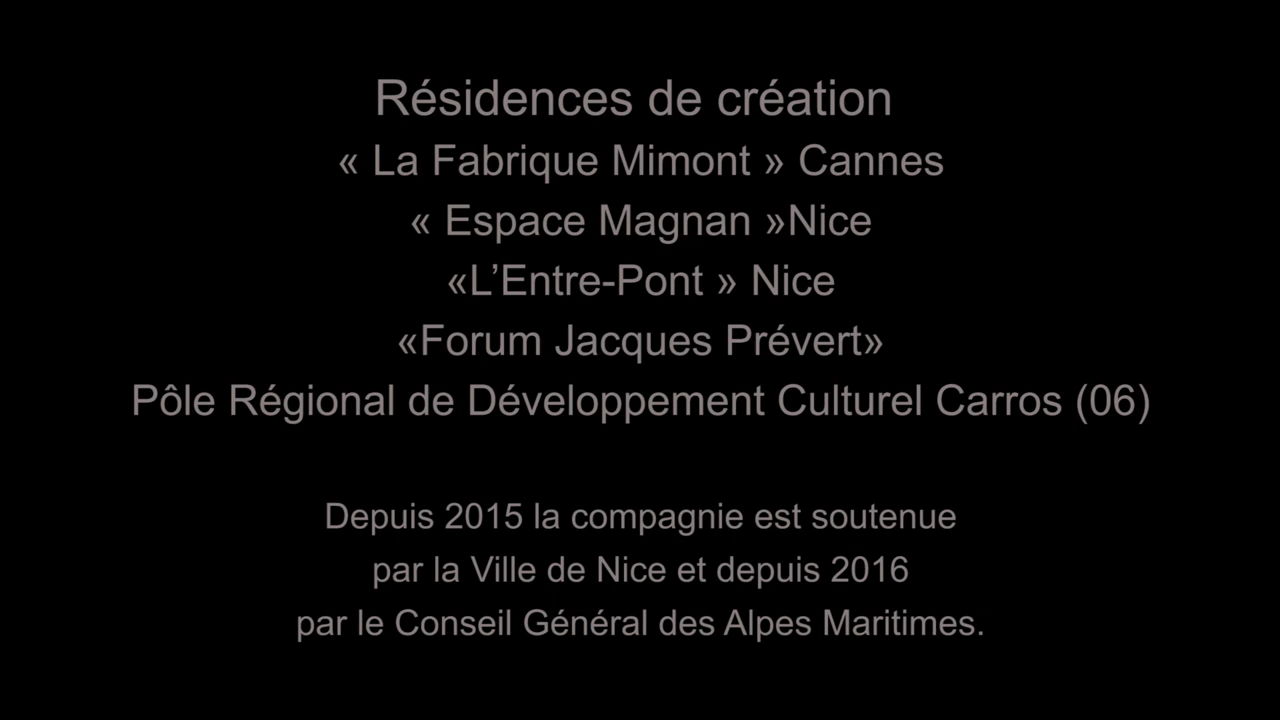 Résidences de création
« La Fabrique Mimont » Cannes
« Espace Magnan »Nice
«L’Entre-Pont » Nice
«Forum Jacques Prévert»
Pôle Régional de Développement Culturel Carros (06)
Depuis 2015 la compagnie est soutenue
par la Ville de Nice et depuis 2016
par le Conseil Général des Alpes Maritimes.